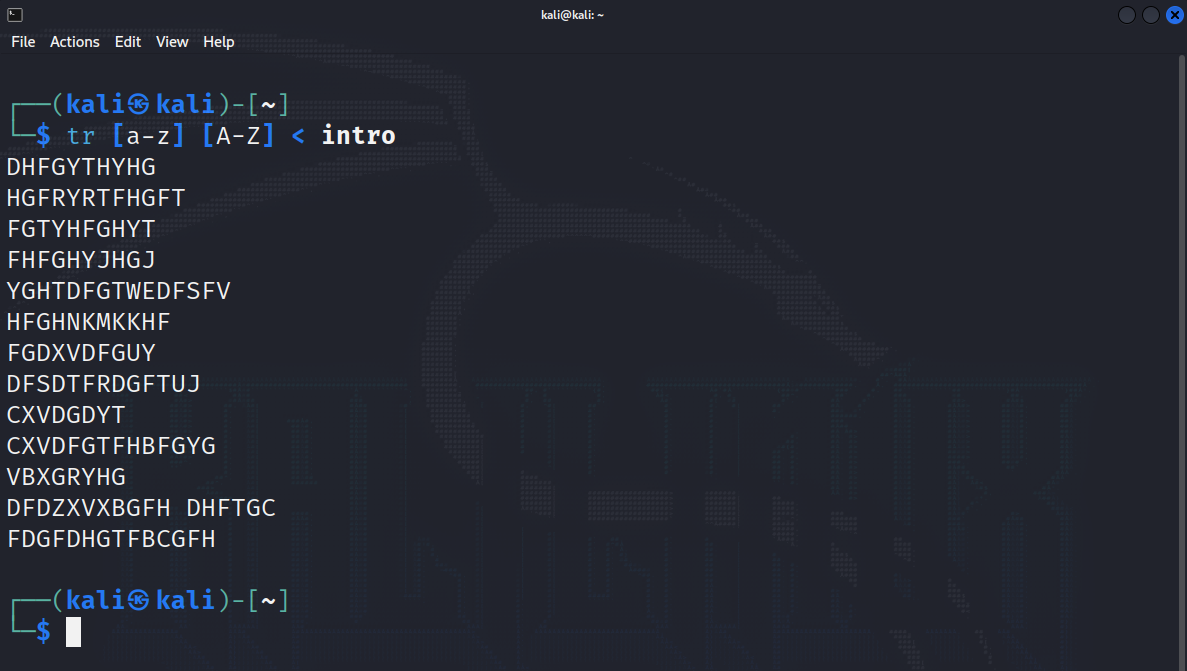 kali@kali: ~
File Actions Edit View Help
┌──(kali㉿kali)-[~]
└─$ tr [a-z] [A-Z] < intro
DHFGYTHYHG
HGFRYRTFHGFT
FGTYHFGHYT
FHFGHYJHGJ
YGHTDFGTWEDFSFV
HFGHNKMKKHF
FGDXVDFGUY
DFSDTFRDGFTUJ
CXVDGDYT
CXVDFGTFHBFGYG
VBXGRYHG
DFDZXVXBGFH DHFTGC
FDGFDHGTFBCGFH
┌──(kali㉿kali)-[~]
└─$